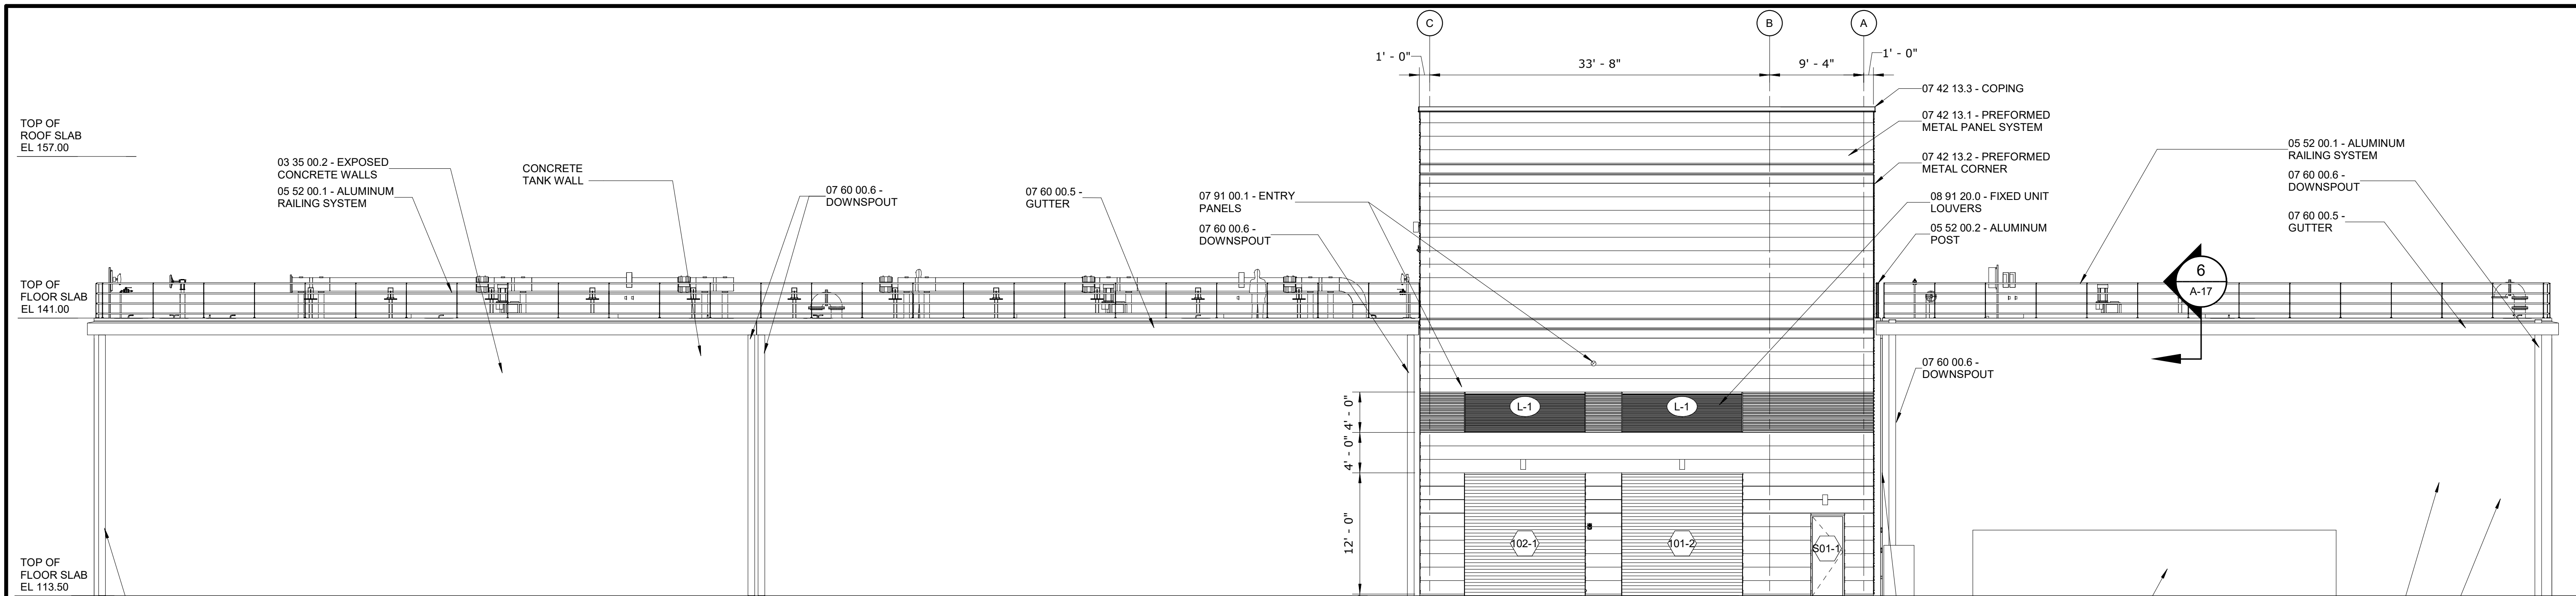 C
B
A
1' - 0"
33' - 8"
9' - 4"
1' - 0"
TOP OF
ROOF SLAB
EL 157.00
03 35 00.2 - EXPOSED
CONCRETE WALLS
05 52 00.1 - ALUMINUM
RAILING SYSTEM
CONCRETE
TANK WALL
07 60 00.6 -
DOWNSPOUT
07 60 00.5 -
GUTTER
07 91 00.1 - ENTRY
PANELS
07 60 00.6 -
DOWNSPOUT
07 42 13.3 - COPING
07 42 13.1 - PREFORMED
METAL PANEL SYSTEM
07 42 13.2 - PREFORMED
METAL CORNER
08 91 20.0 - FIXED UNIT
LOUVERS
05 52 00.2 - ALUMINUM
POST
05 52 00.1 - ALUMINUM
RAILING SYSTEM
07 60 00.6 -
DOWNSPOUT
07 60 00.5 -
GUTTER
TOP OF
FLOOR SLAB
EL 141.00
6
A-17
07 60 00.6 -
DOWNSPOUT
4' - 0"
L-1
L-1
4' - 0"
12' - 0"
102-1
101-2
S01-1
TOP OF
FLOOR SLAB
EL 113.50